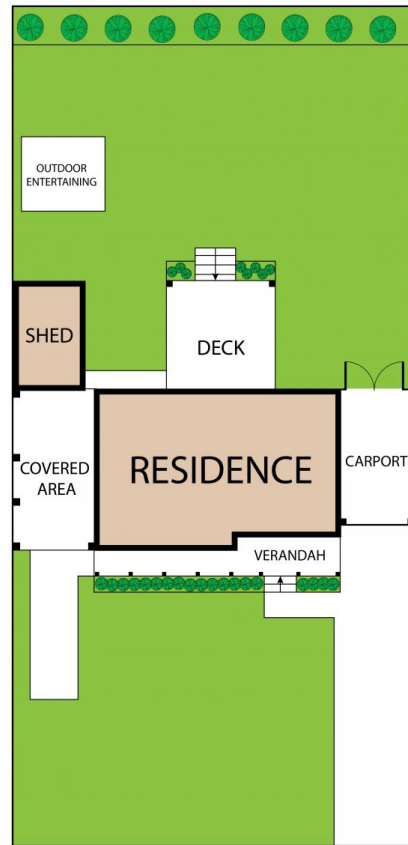 OUTDOOR
ENTERTAINING
SHED
DECK
COVERED
AREA
RESIDENCE
CARPORT
VERANDAH